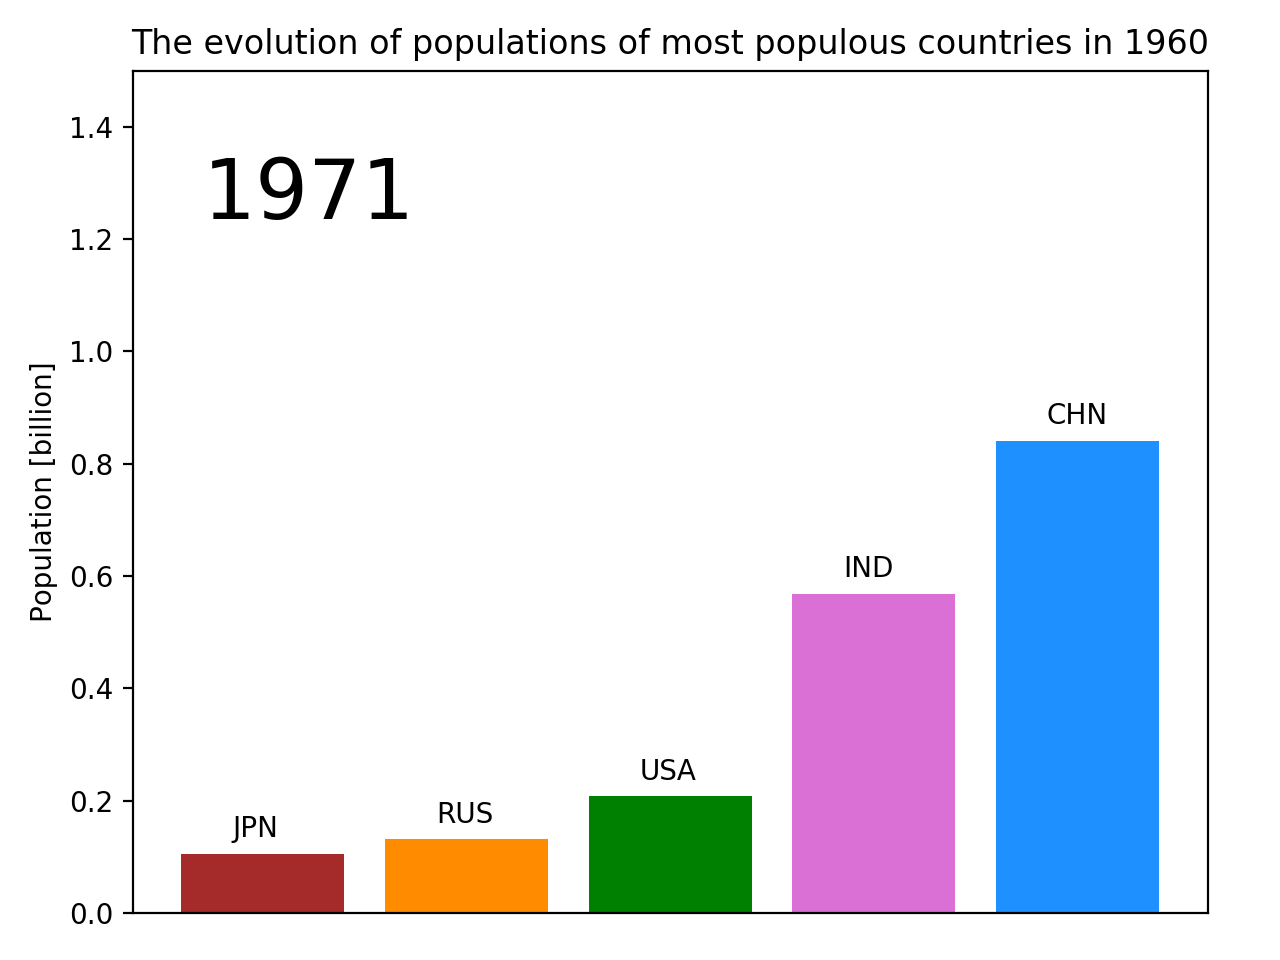 The evolution of populations of most populous countries in 1960
1971
Population [billion]
1.4
1.2
1.0
0.8
0.6
0.4
0.2
0.0
JPN
RUS
USA
IND
CHN